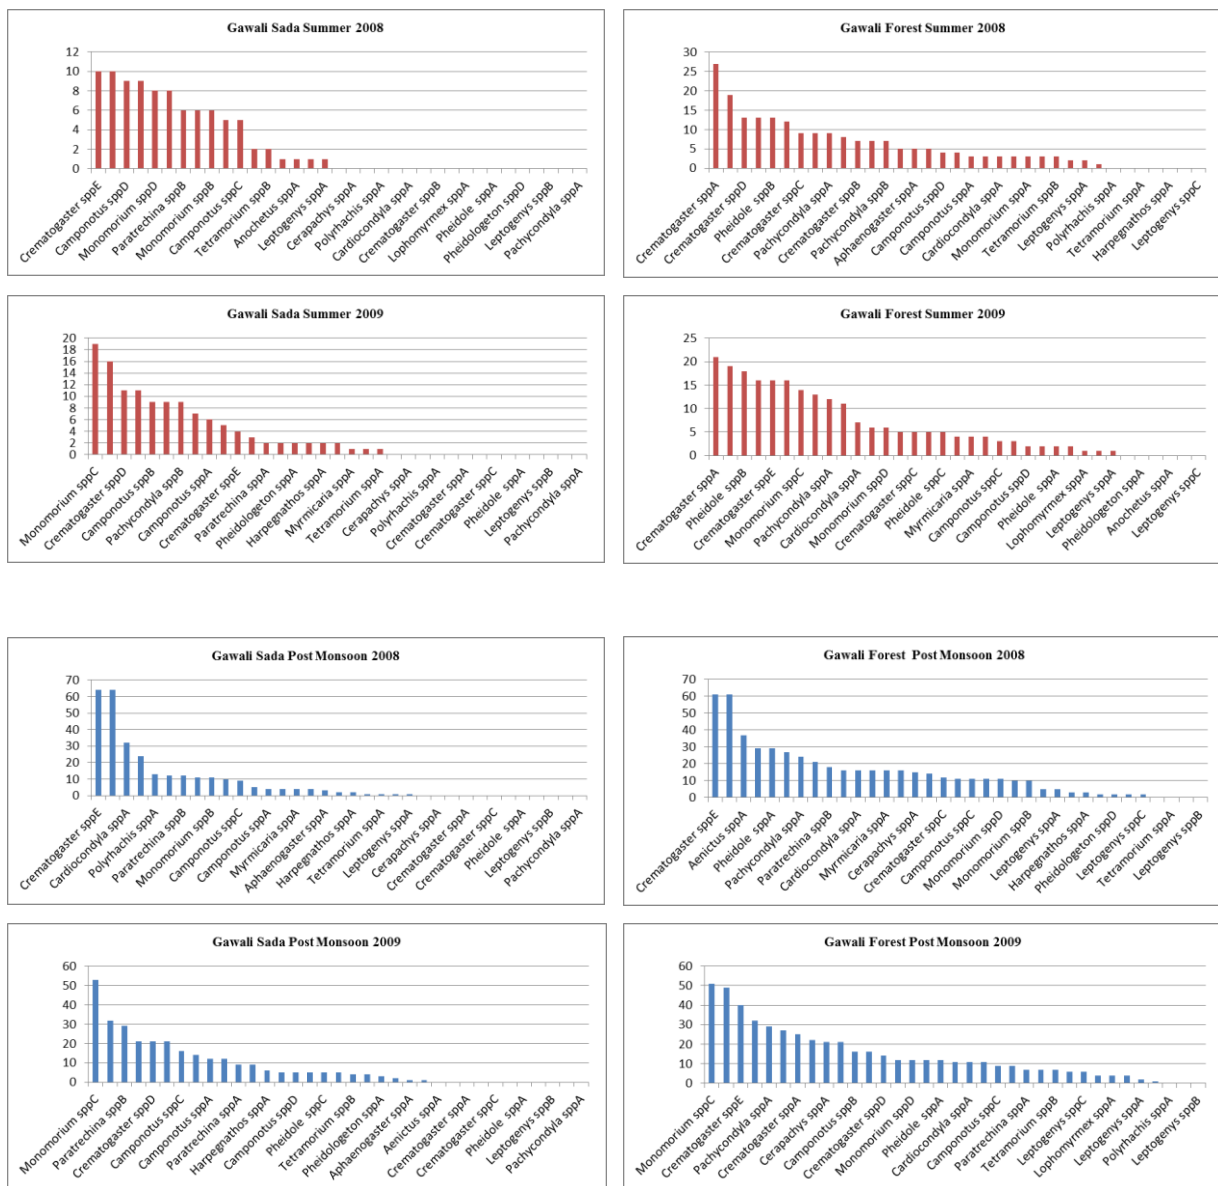 Gawali Sada Summer 2008
12
10
8
6
4
2
0
Crematogaster sppE
Camponotus sppD
Monomorium sppD
Paratrechina sppB
Monomorium sppB
Camponotus sppC
Tetramorium sppB
Anochetus sppA
Leptogenys sppA
Cerapachys sppA
Polyrhachis sppA
Cardiocondyla sppA
Crematogaster sppB
Lophomyrmex sppA
Pheidole sppA
Pheidologeton sppD
Leptogenys sppB
Pachycondyla sppA
Gawali Forest Summer 2008
30
25
20
15
10
5
0
Crematogaster sppA
Crematogaster sppD
Pheidole sppB
Crematogaster sppC
Pachycondyla sppA
Crematogaster sppB
Pachycondyla sppB
Aphaenogaster sppA
Camponotus sppD
Camponotus sppA
Cardiocondyla sppA
Monomorium sppA
Tetramorium sppB
Leptogenys sppA
Polyrhachis sppA
Tetramorium sppA
Harpegnathos sppA
Leptogenys sppC
Gawali Sada Summer 2009
20
18
16
14
12
10
8
6
4
2
0
Monomorium sppC
Crematogaster sppD
Camponotus sppB
Pachycondyla sppB
Camponotus sppA
Crematogaster sppE
Paratrechina sppA
Pheidologeton sppA
Harpegnathos sppA
Myrmicaria sppA
Tetramorium sppA
Cerapachys sppA
Polyrhachis sppA
Crematogaster sppA
Crematogaster sppC
Pheidole sppA
Leptogenys sppB
Pachycondyla sppA
Gawali Forest Summer 2009
25
20
15
10
5
0
Crematogaster sppA
Pheidole sppB
Crematogaster sppE
Monomorium sppC
Pachycondyla sppA
Cardiocondyla sppA
Monomorium sppD
Crematogaster sppC
Pheidole sppC
Myrmicaria sppA
Camponotus sppC
Camponotus sppD
Pheidole sppA
Lophomyrmex sppA
Leptogenys sppA
Pheidologeton sppA
Anochetus sppA
Leptogenys sppC
Gawali Sada Post Monsoon 2008
70
60
50
40
30
20
10
0
Crematogaster sppE
Cardiocondyla sppA
Polyrhachis sppA
Paratrechina sppB
Monomorium sppB
Camponotus sppC
Camponotus sppA
Myrmicaria sppA
Aphaenogaster sppA
Harpegnathos sppA
Tetramorium sppA
Leptogenys sppA
Cerapachys sppA
Crematogaster sppA
Crematogaster sppC
Pheidole sppA
Leptogenys sppB
Pachycondyla sppA
Gawali Forest Post Monsoon 2008
70
60
50
40
30
20
10
0
Crematogaster sppE
Aenictus sppA
Pheidole sppA
Pachycondyla sppA
Paratrechina sppB
Cardiocondyla sppA
Myrmicaria sppA
Cerapachys sppA
Crematogaster sppC
Camponotus sppC
Monomorium sppD
Monomorium sppB
Leptogenys sppA
Harpegnathos sppA
Pheidologeton sppD
Leptogenys sppC
Tetramorium sppA
Leptogenys sppB
Gawali Sada Post Monsoon 2009
60
50
40
30
20
10
0
Monomorium sppC
Paratrechina sppB
Crematogaster sppD
Camponotus sppC
Camponotus sppA
Paratrechina sppA
Harpegnathos sppA
Camponotus sppD
Pheidole sppC
Tetramorium sppB
Pheidologeton sppA
Aphaenogaster sppA
Aenictus sppA
Crematogaster sppA
Crematogaster sppC
Pheidole sppA
Leptogenys sppB
Pachycondyla sppA
Gawali Forest Post Monsoon 2009
60
50
40
30
20
10
0
Monomorium sppC
Crematogaster sppE
Pachycondyla sppA
Crematogaster sppA
Cerapachys sppA
Camponotus sppB
Crematogaster sppD
Monomorium sppD
Pheidole sppA
Cardiocondyla sppA
Camponotus sppC
Paratrechina sppA
Tetramorium sppB
Leptogenys sppC
Lophomyrmex sppA
Leptogenys sppA
Polyrhachis sppA
Leptogenys sppB